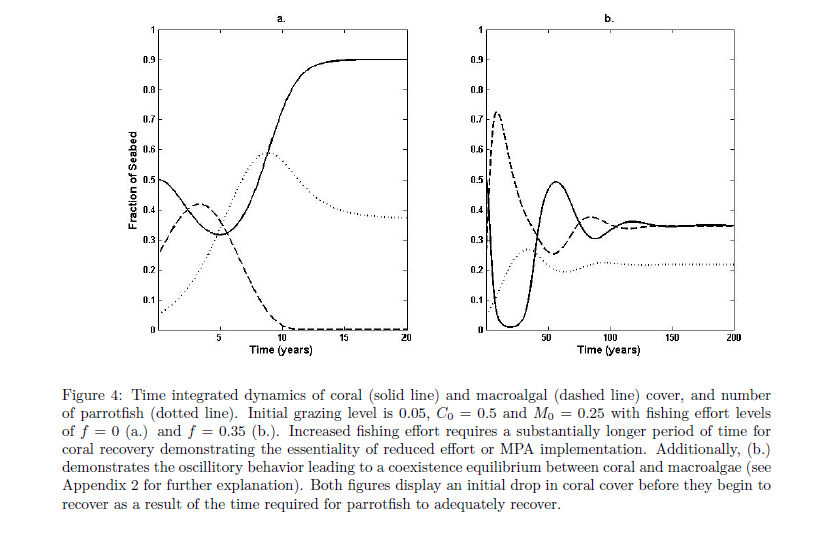 a.
b.
1
0.9
0.8
0.7
0.6
0.5
0.4
0.3
0.2
0.1
0
Fraction of Seabed
5
10
15
20
Time (years)
1
0.9
0.8
0.7
0.6
0.5
0.4
0.3
0.2
0.1
0
50
100
150
200
Time (years)
Figure 4: Time integrated dynamics of coral (solid line) and macroalgal (dashed line) cover, and number
of parrotfish (dotted line). Initial grazing level is 0.05, C₀ = 0.5 and M₀ = 0.25 with fishing effort levels
of f = 0 (a.) and f = 0.35 (b.). Increased fishing effort requires a substantially longer period of time for
coral recovery demonstrating the essentiality of reduced effort or MPA implementation. Additionally, (b.)
demonstrates the oscillitory behavior leading to a coexistence equilibrium between coral and macroalgae (see
Appendix 2 for further explanation). Both figures display an initial drop in coral cover before they begin to
recover as a result of the time required for parrotfish to adequately recover.